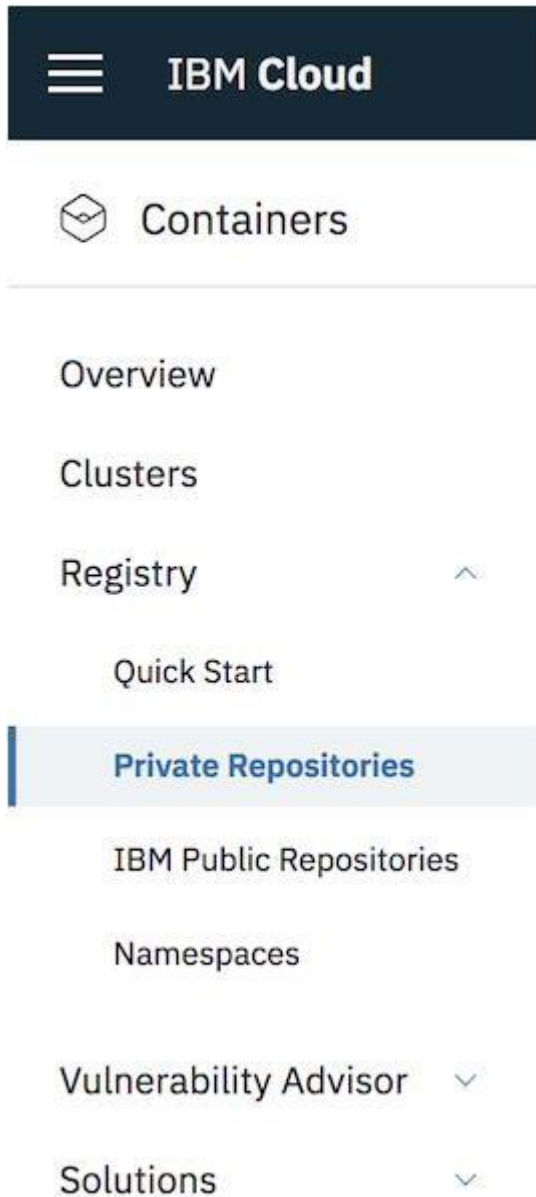 IBM Cloud
Containers
Overview
Clusters
Registry
Quick Start
Private Repositories
IBM Public Repositories
Namespaces
Vulnerability Advisor
Solutions